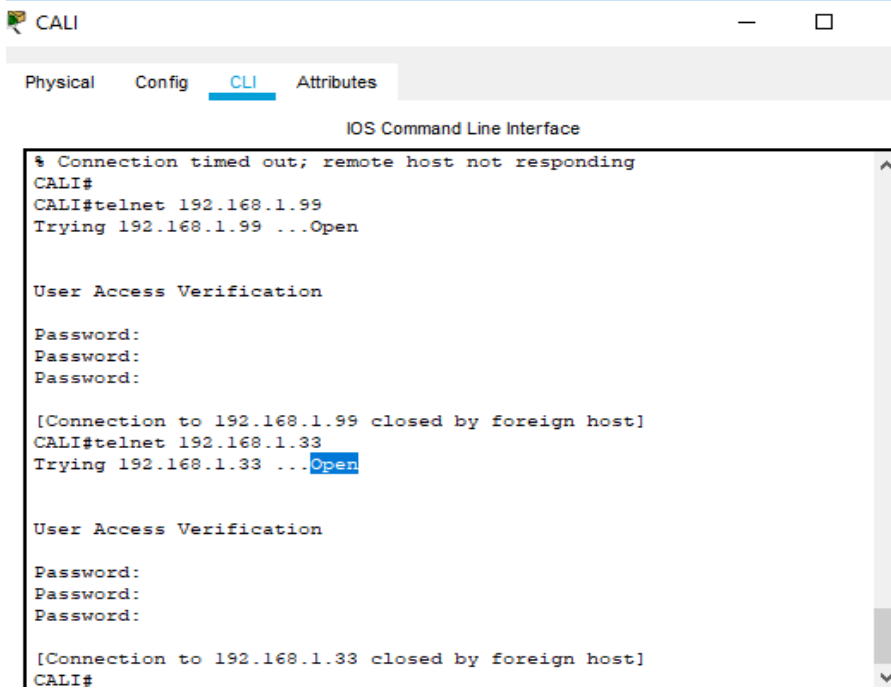 CALI
Physical Config CLI Attributes
IOS Command Line Interface
% Connection timed out; remote host not responding
CALI#
CALI#telnet 192.168.1.99
Trying 192.168.1.99 ...Open
User Access Verification
Password:
Password:
Password:
[Connection to 192.168.1.99 closed by foreign host]
CALI#telnet 192.168.1.33
Trying 192.168.1.33 ...Open
User Access Verification
Password:
Password:
Password:
[Connection to 192.168.1.33 closed by foreign host]
CALI#